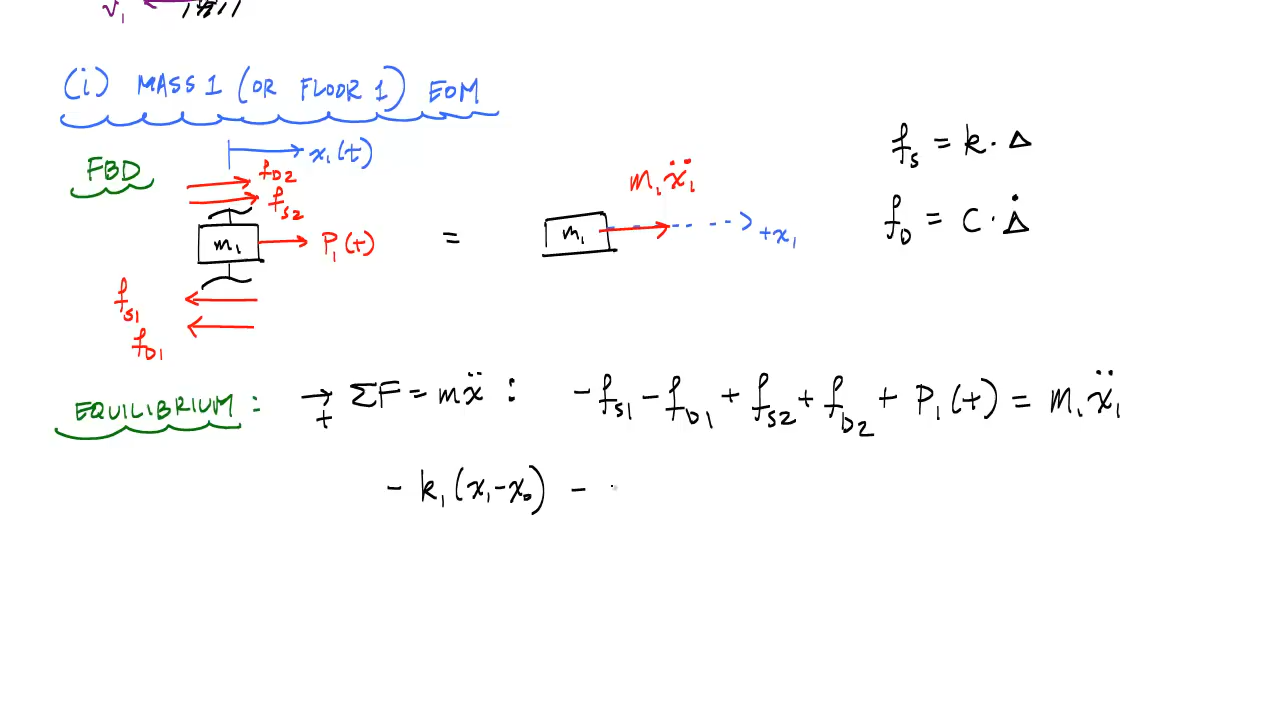 V₁
(i) MASS 1 (OR FLOOR 1) EOM
FBD
x₁(t)
f_D2
f_S2
m₁
P₁(t)
f_S1
f_D1
=
m₁ẍ₁
m₁
+x₁
f_S = k · Δ
f_D = C · Δ̇
EQUILIBRIUM : →+ ΣF = mẍ : - f_S1 - f_D1 + f_S2 + f_D2 + P₁(t) = m₁ẍ₁
- k₁(x₁-x₀) -